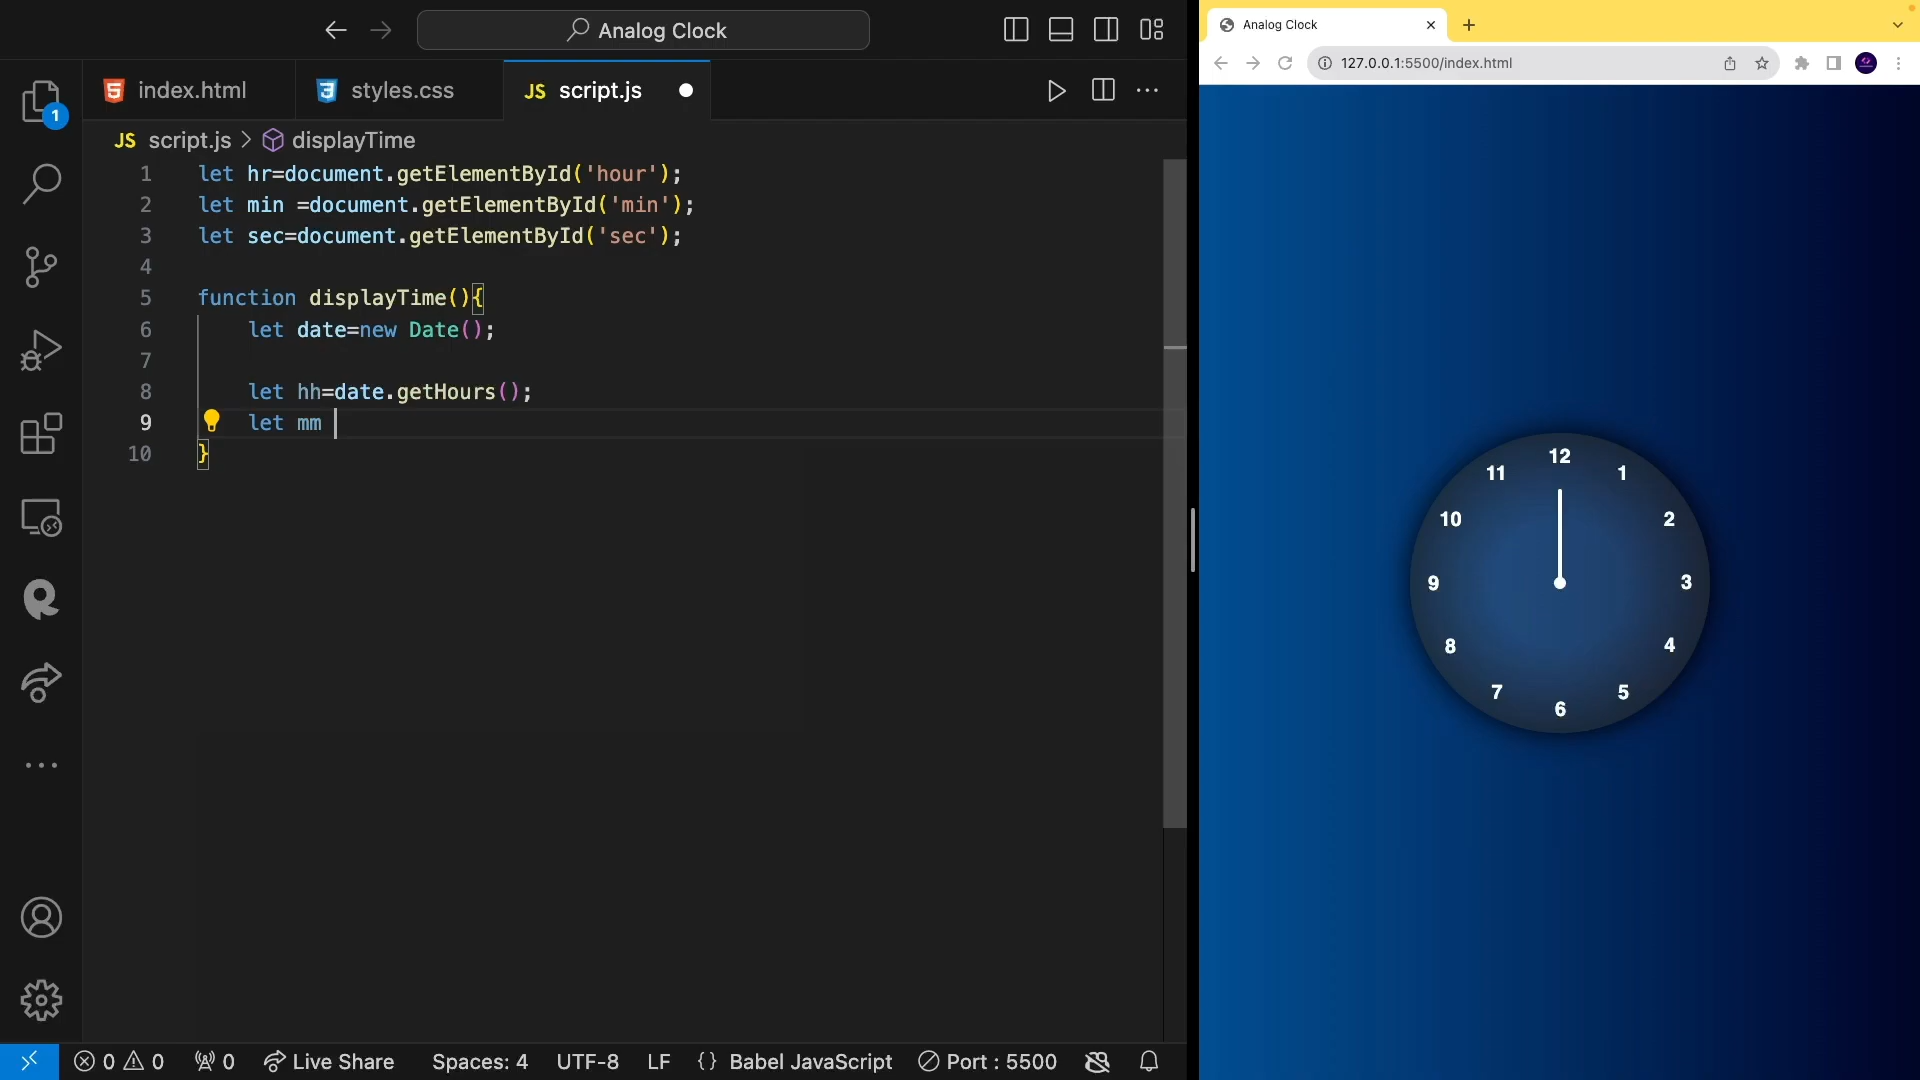 Analog Clock
index.html
styles.css
JS script.js
JS script.js > displayTime
1 let hr=document.getElementById('hour');
2 let min =document.getElementById('min');
3 let sec=document.getElementById('sec');
4
5 function displayTime(){
6 let date=new Date();
7
8 let hh=date.getHours();
9 let mm
10 }
1
0 0 0 Live Share Spaces: 4 UTF-8 LF {} Babel JavaScript Port : 5500
Analog Clock
127.0.0.1:5500/index.html
12
11 1
10 2
9 3
8 4
7 5
6